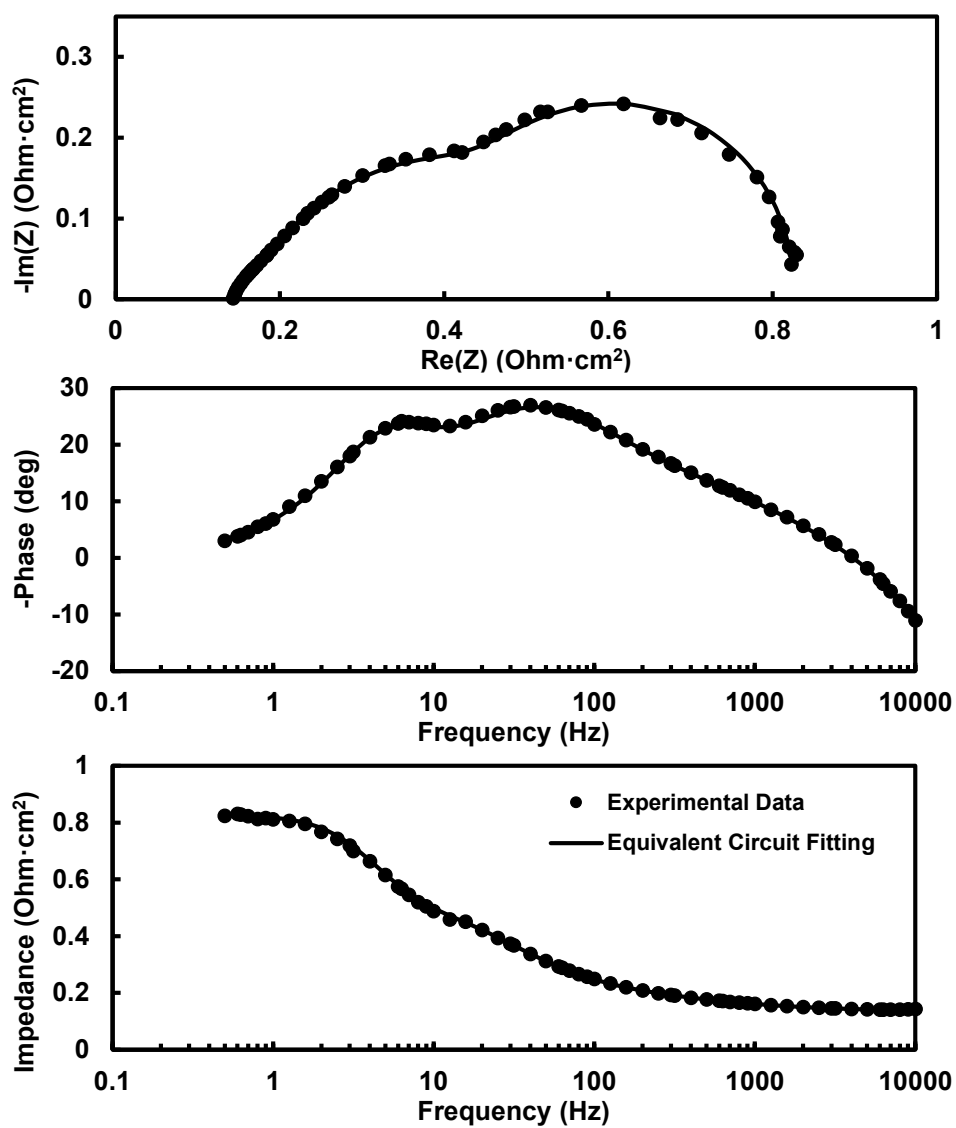 0.3
0.2
0.1
0
-Im(Z) (Ohm·cm²)
0 0.2 0.4 0.6 0.8 1
Re(Z) (Ohm·cm²)
30
20
10
0
-10
-20
-Phase (deg)
0.1 1 10 100 1000 10000
Frequency (Hz)
1
0.8
0.6
0.4
0.2
0
Impedance (Ohm·cm²)
Experimental Data
Equivalent Circuit Fitting
0.1 1 10 100 1000 10000
Frequency (Hz)